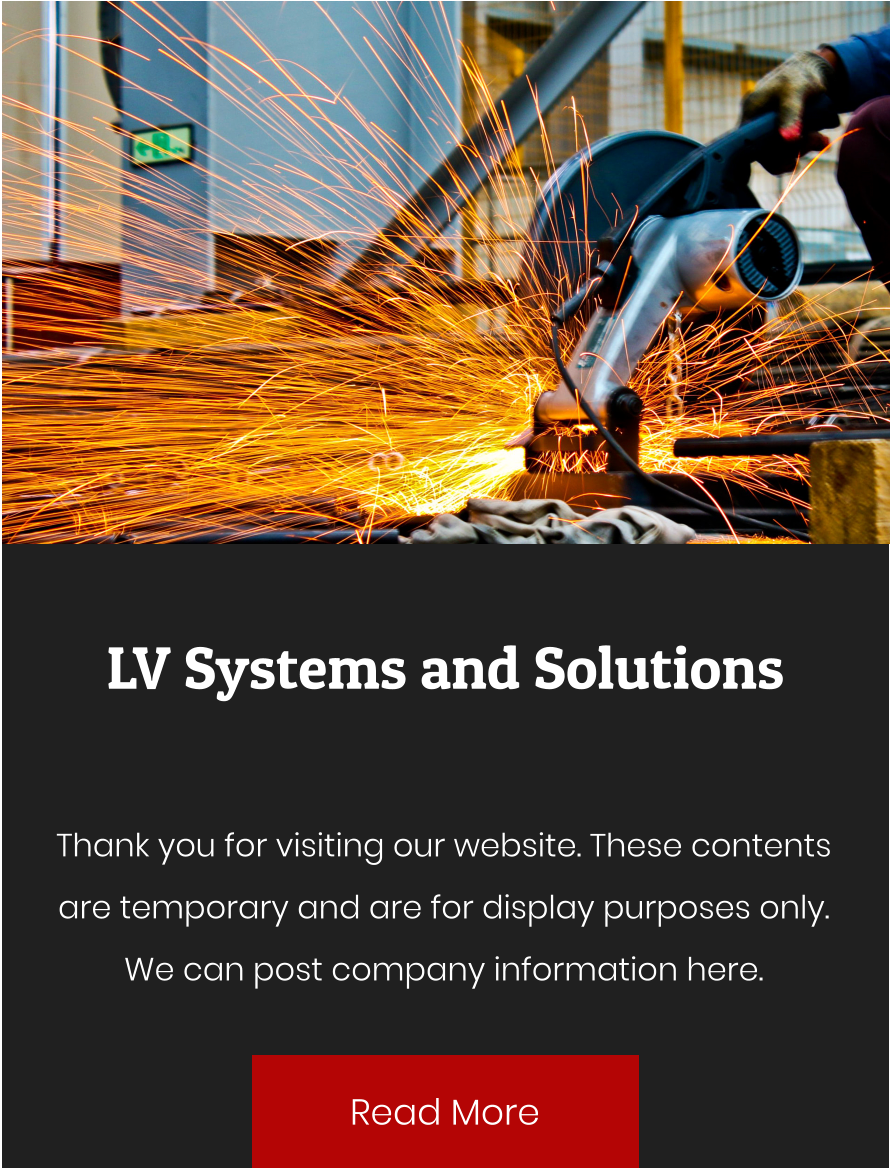 LV Systems and Solutions
Thank you for visiting our website. These contents
are temporary and are for display purposes only.
We can post company information here.
Read More